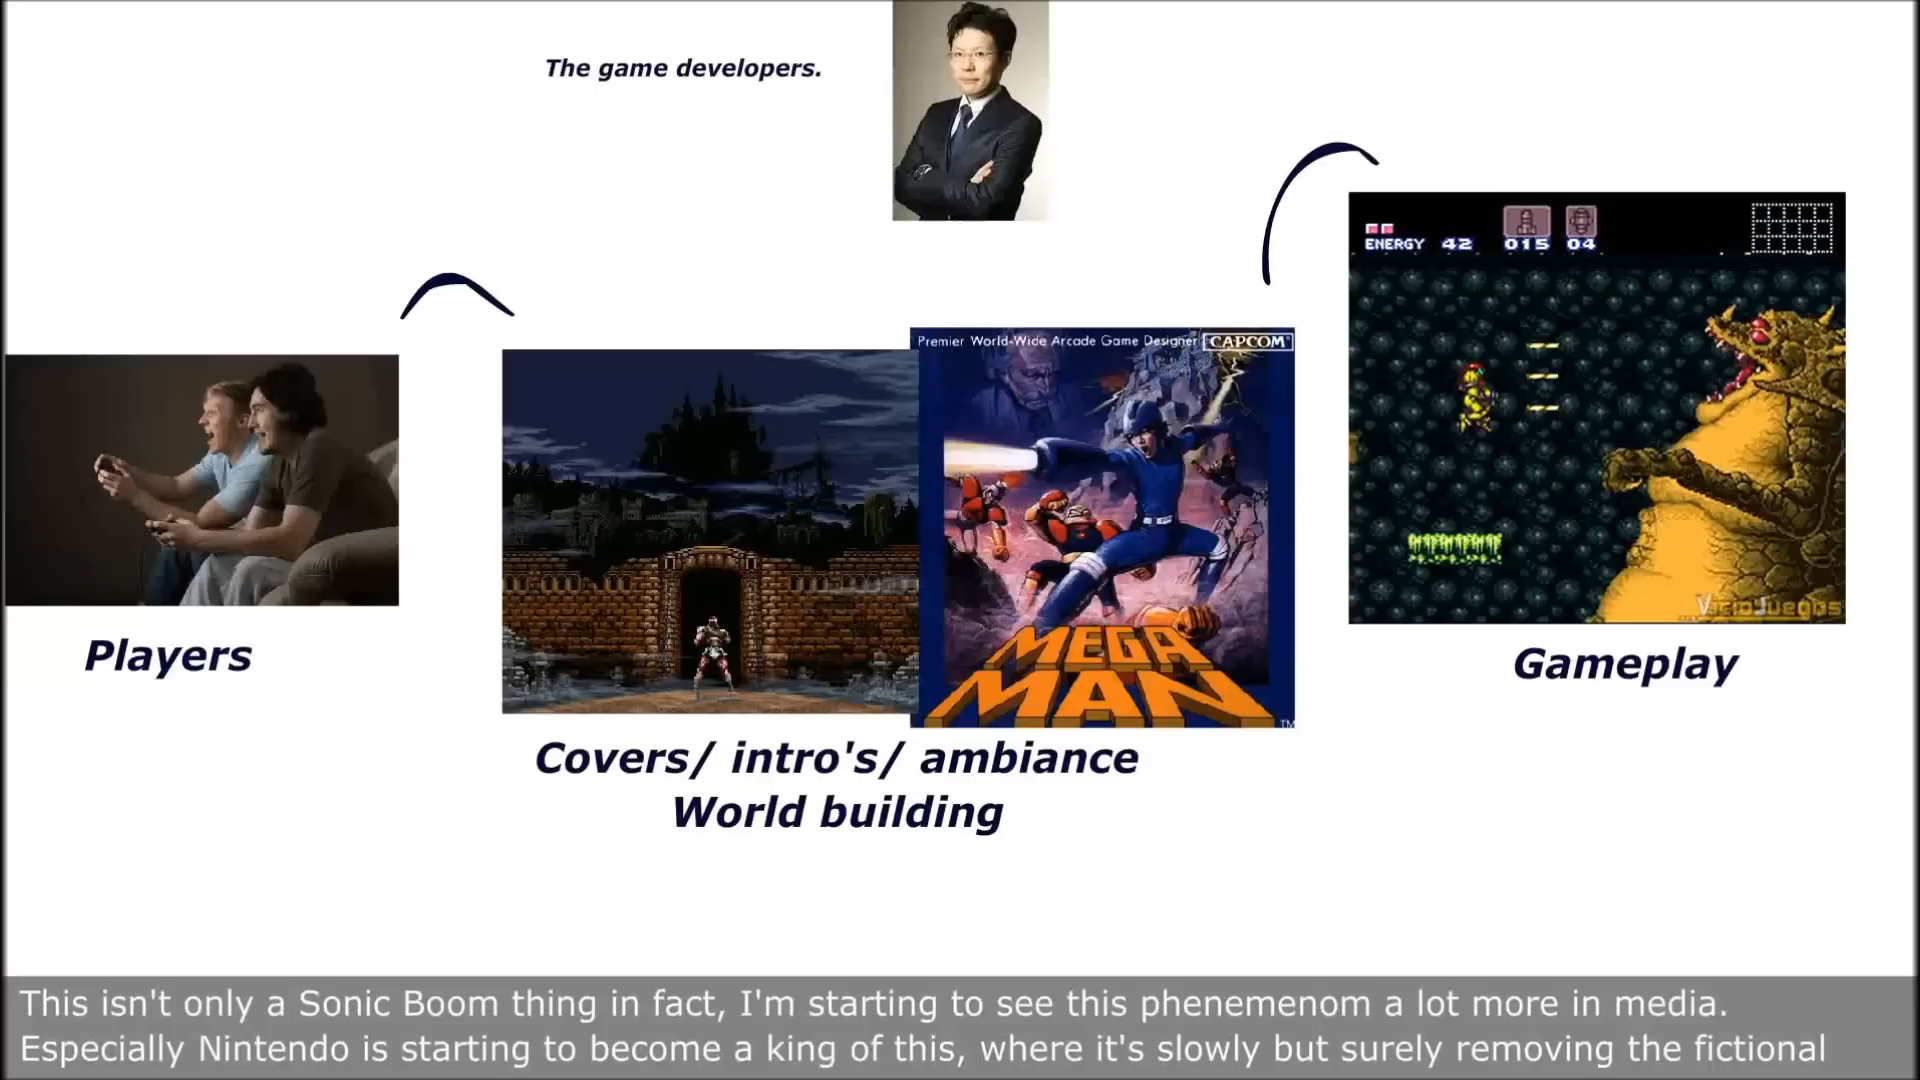 The game developers.
ENERGY 42 015 04
Premier World-Wide Arcade Game Designer CAPCOM
MEGA
MAN
TM
VicioJuegos
Players
Gameplay
Covers/ intro's/ ambiance
World building
This isn't only a Sonic Boom thing in fact, I'm starting to see this phenemenom a lot more in media.
Especially Nintendo is starting to become a king of this, where it's slowly but surely removing the fictional